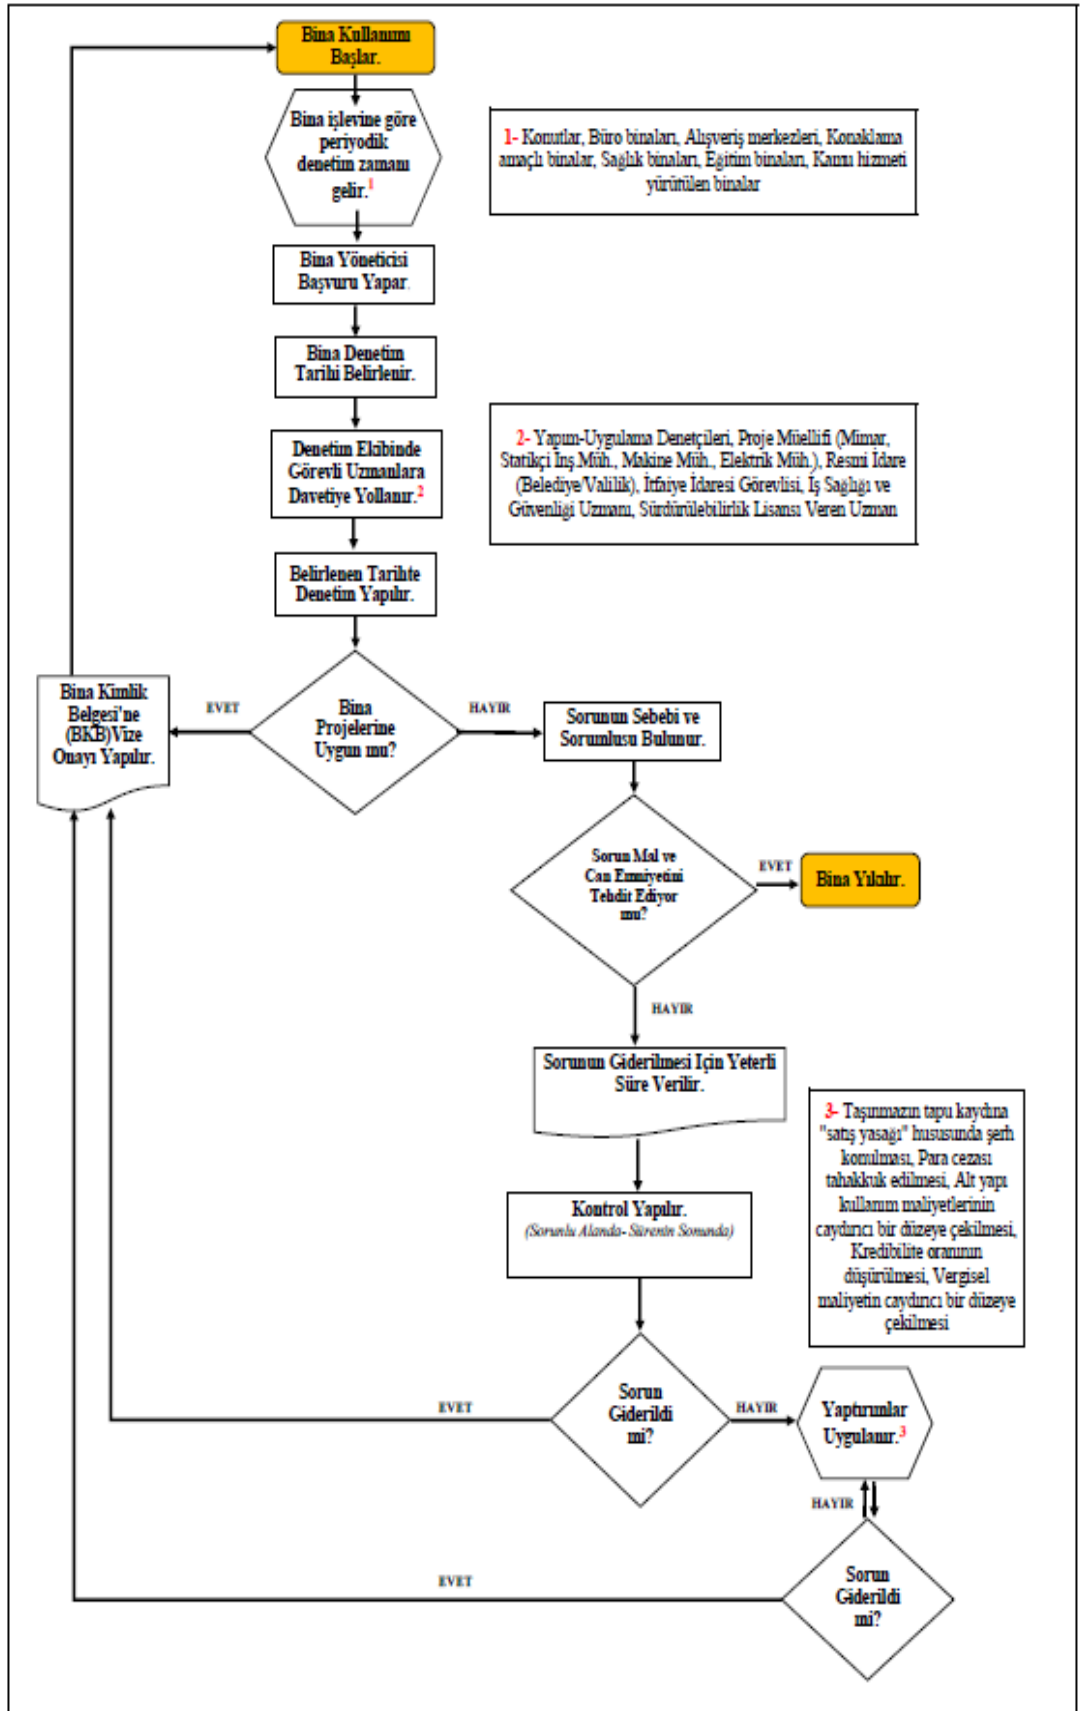 Bina Kullanımı
Başlar.
Bina işlevine göre
periyodik
denetim zamanı
gelir.1
1- Konutlar, Büro binaları, Alışveriş merkezleri, Konaklama
amaçlı binalar, Sağlık binaları, Eğitim binaları, Kamu hizmeti
yürütülen binalar
Bina Yöneticisi
Başvuru Yapar.
Bina Denetim
Tarihi Belirlenir.
Denetim Ekibinde
Görevli Uzmanlara
Davetiye Yollanır.2
2- Yapım-Uygulama Denetçileri, Proje Müellifi (Mimar,
Statikçi İnş.Müh., Makine Müh., Elektrik Müh.), Resmi İdare
(Belediye/Valilik), İtfaiye İdaresi Görevlisi, İş Sağlığı ve
Güvenliği Uzmanı, Sürdürülebilirlik Lisansı Veren Uzman
Belirlenen Tarihte
Denetim Yapılır.
Bina
Projelerine
Uygun mu?
EVET
HAYIR
Bina Kimlik
Belgesi'ne
(BKB)Vize
Onayı Yapılır.
Sorunun Sebebi ve
Sorumlusu Bulunur.
Sorun Mal ve
Can Emniyetini
Tehdit Ediyor
mu?
EVET
Bina Yıkılır.
HAYIR
Sorunun Giderilmesi İçin Yeterli
Süre Verilir.
3- Taşınmazın tapu kaydına
"satış yasağı" hususunda şerh
konulması, Para cezası
tahakkuk edilmesi, Alt yapı
kullanım maliyetlerinin
caydırıcı bir düzeye çekilmesi,
Kredibilite oranının
düşürülmesi, Vergisel
maliyetin caydırıcı bir düzeye
çekilmesi
Kontrol Yapılır.
(Sorunlu Alanda- Sürenin Sonunda)
Sorun
Giderildi
mi?
EVET
HAYIR
Yaptırımlar
Uygulanır.3
HAYIR
Sorun
Giderildi
mi?
EVET